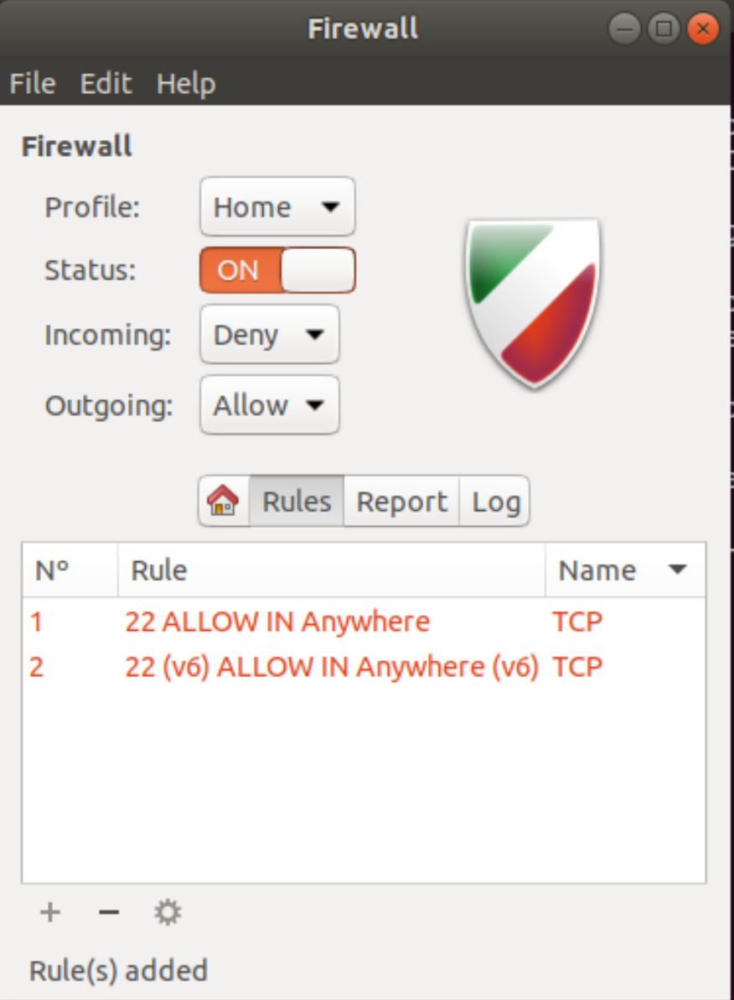 Firewall
File Edit Help
Firewall
Profile: Home
Status: ON
Incoming: Deny
Outgoing: Allow
Rules Report Log
Nº Rule Name
1 22 ALLOW IN Anywhere TCP
2 22 (v6) ALLOW IN Anywhere (v6) TCP
Rule(s) added